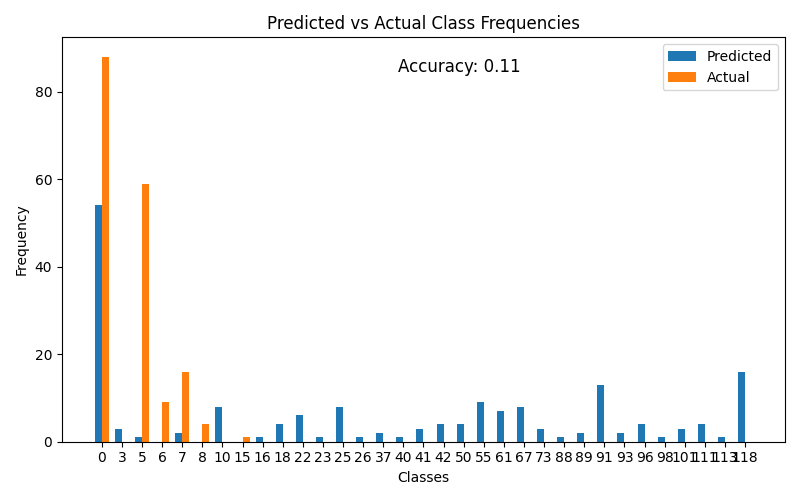 Predicted vs Actual Class Frequencies
Accuracy: 0.11
Predicted
Actual
Frequency
80
60
40
20
0
0 3 5 6 7 8 10 15 16 18 22 23 25 26 37 40 41 42 50 55 61 67 73 88 89 91 93 96 98 101 111 113 118
Classes